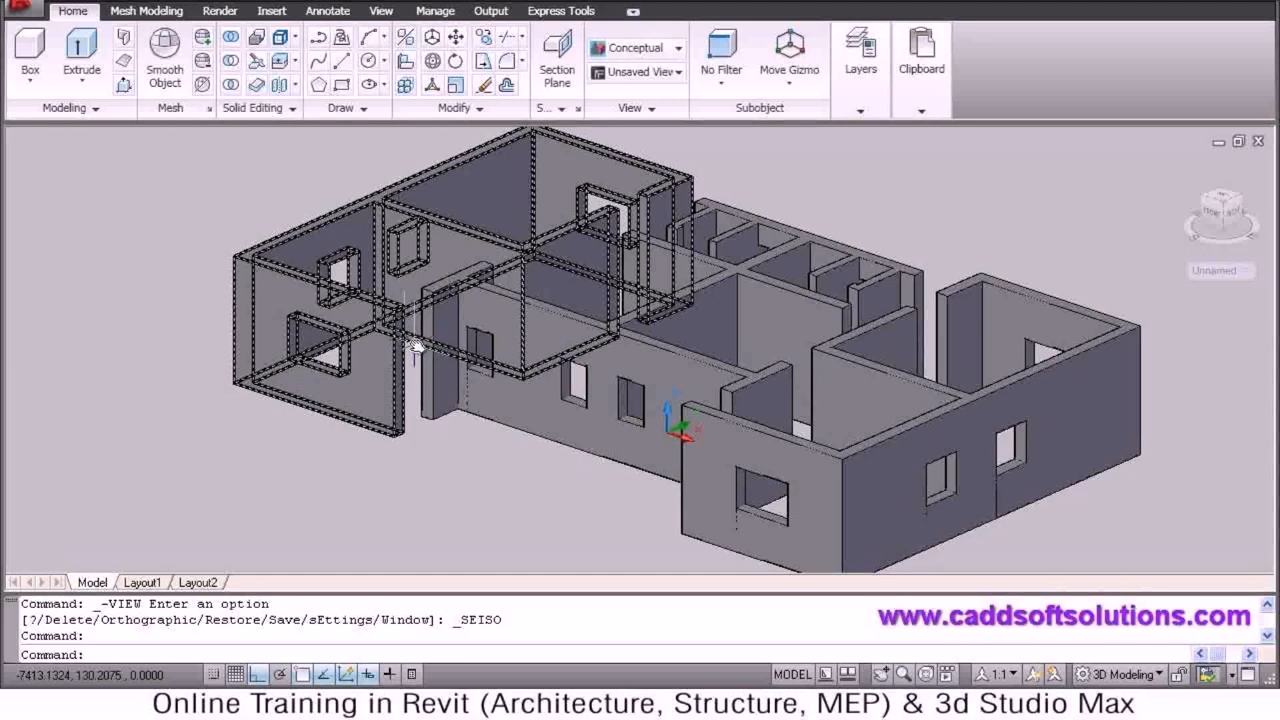 Home Mesh Modeling Render Insert Annotate View Manage Output Express Tools
Box
Extrude
Smooth
Object
Section
Plane
Conceptual
Unsaved View
No Filter
Move Gizmo
Layers
Clipboard
Modeling Mesh Solid Editing Draw Modify S... View Subobject
Unnamed
Model Layout1 Layout2
Command: _-VIEW Enter an option
[?/Delete/Orthographic/Restore/Save/sEttings/Window]: _SEISO
Command:
Command:
www.caddsoftsolutions.com
-7413.1324, 130.2075, 0.0000 MODEL 1:1 3D Modeling
Online Training in Revit (Architecture, Structure, MEP) & 3d Studio Max